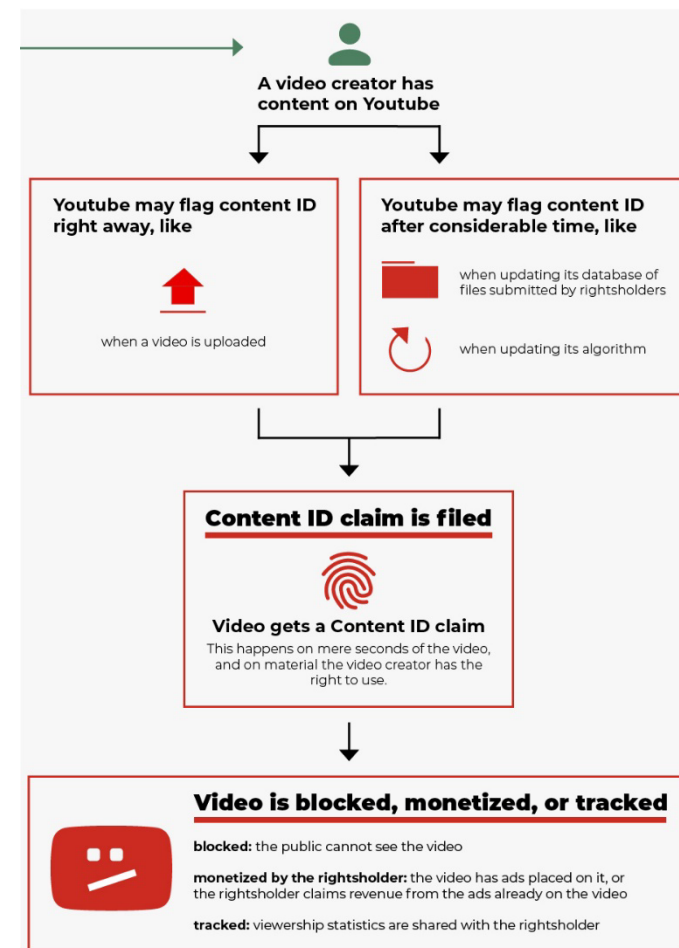 A video creator has
content on Youtube
Youtube may flag content ID
right away, like
when a video is uploaded
Youtube may flag content ID
after considerable time, like
when updating its database of
files submitted by rightsholders
when updating its algorithm
Content ID claim is filed
Video gets a Content ID claim
This happens on mere seconds of the video,
and on material the video creator has the
right to use.
Video is blocked, monetized, or tracked
blocked: the public cannot see the video
monetized by the rightsholder: the video has ads placed on it, or
the rightsholder claims revenue from the ads already on the video
tracked: viewership statistics are shared with the rightsholder